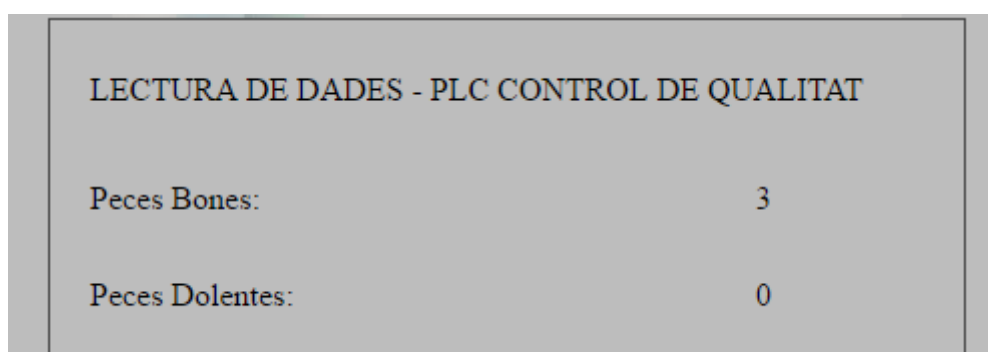 LECTURA DE DADES - PLC CONTROL DE QUALITAT
Peces Bones: 3
Peces Dolentes: 0